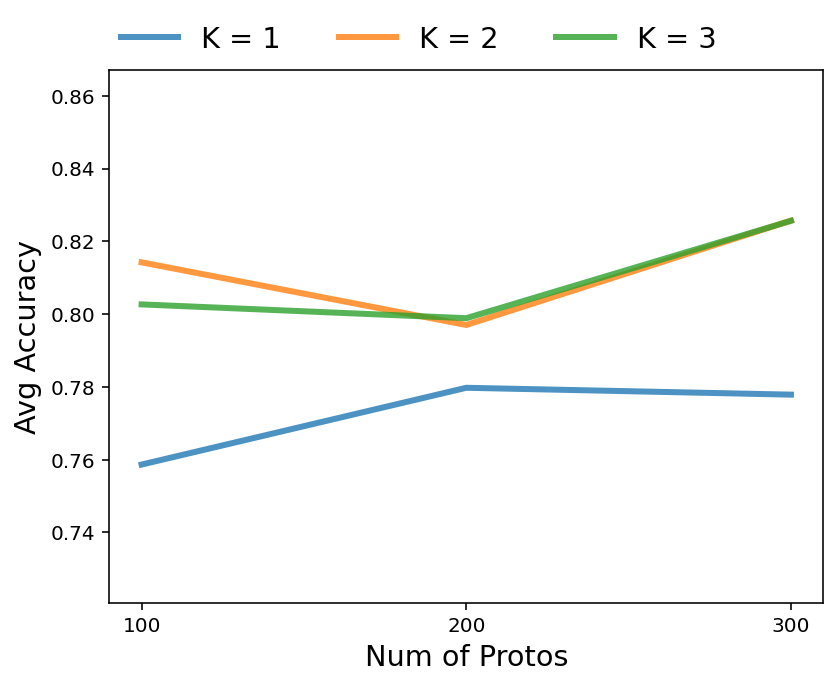 K = 1 K = 2 K = 3
0.86
0.84
0.82
0.80
0.78
0.76
0.74
Avg Accuracy
100 200 300
Num of Protos